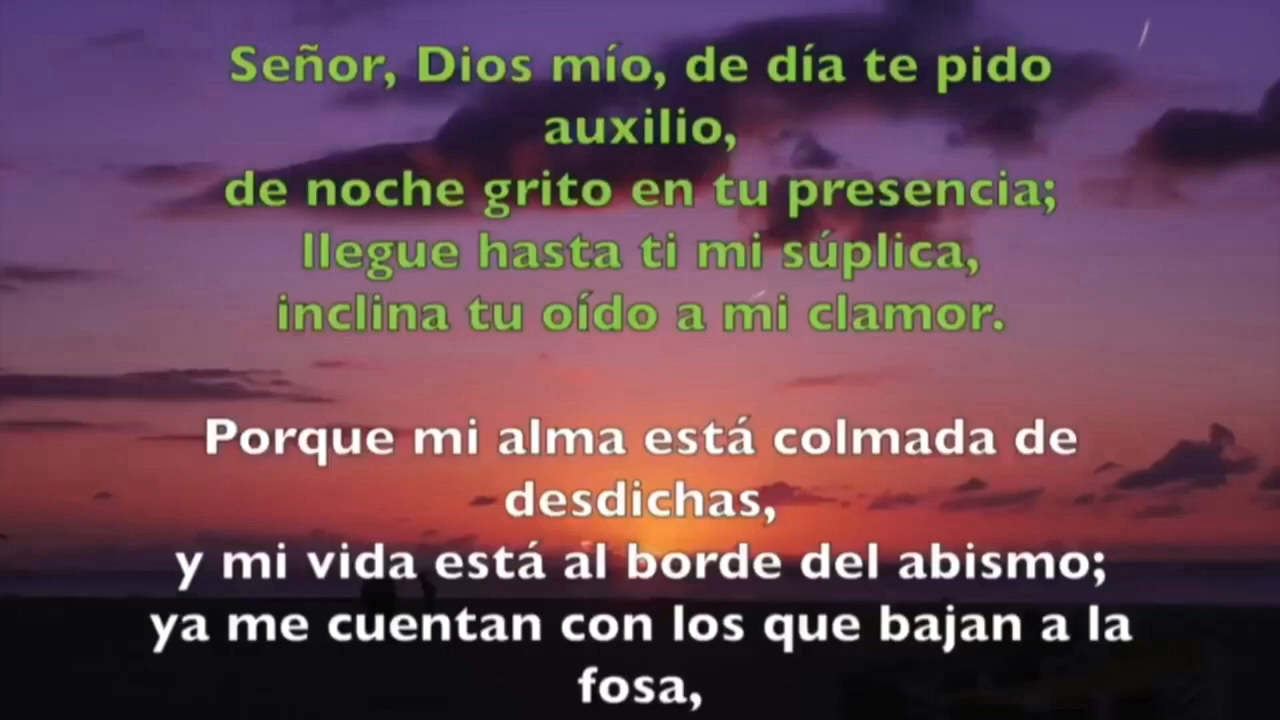 Señor, Dios mío, de día te pido
auxilio,
de noche grito en tu presencia;
llegue hasta ti mi súplica,
inclina tu oído a mi clamor.
Porque mi alma está colmada de
desdichas,
y mi vida está al borde del abismo;
ya me cuentan con los que bajan a la
fosa,